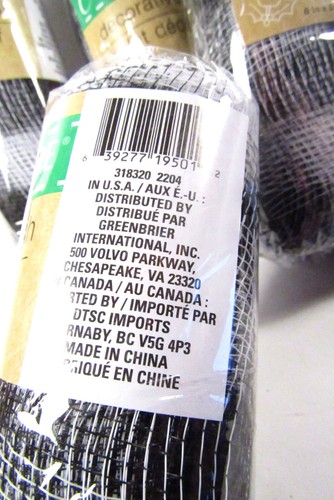 decorative
6 39277 19501 2
318320 2204
IN U.S.A. / AUX É.-U. :
DISTRIBUTED BY
DISTRIBUÉ PAR
GREENBRIER
INTERNATIONAL, INC.
500 VOLVO PARKWAY,
CHESAPEAKE, VA 23320
CANADA / AU CANADA :
RTED BY / IMPORTÉ PAR
DTSC IMPORTS
RNABY, BC V5G 4P3
MADE IN CHINA
RIQUÉ EN CHINE